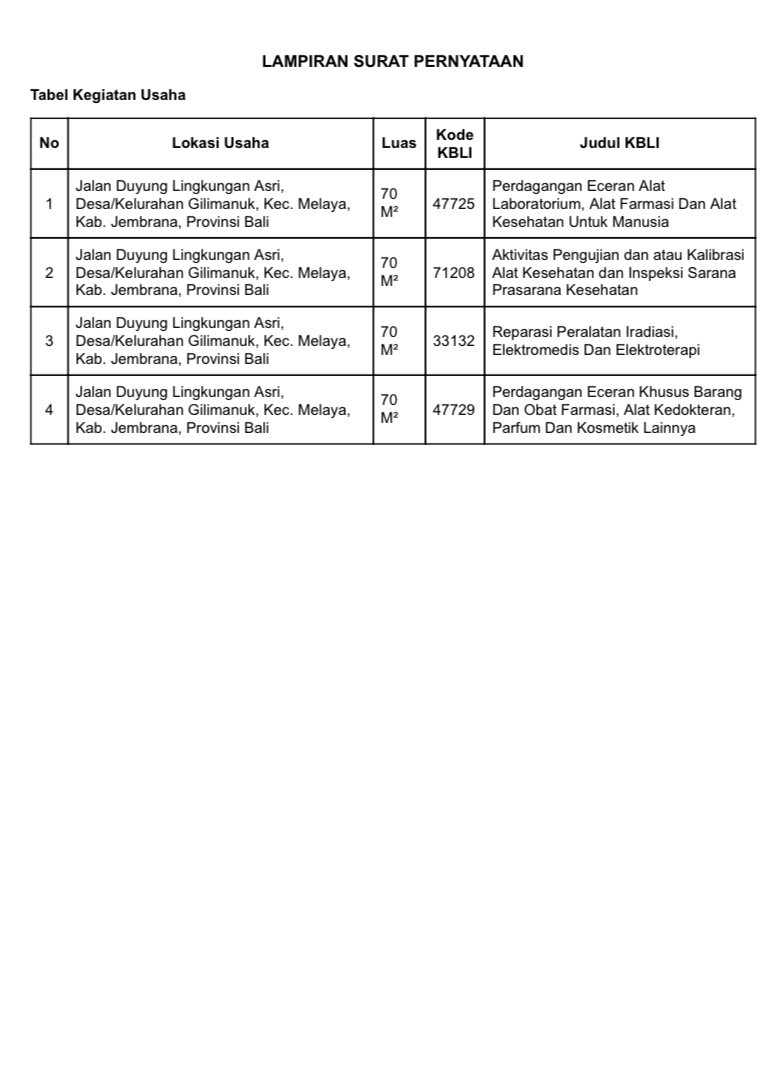 LAMPIRAN SURAT PERNYATAAN
Tabel Kegiatan Usaha
No Lokasi Usaha Luas Kode KBLI Judul KBLI
1
Jalan Duyung Lingkungan Asri,
Desa/Kelurahan Gilimanuk, Kec. Melaya,
Kab. Jembrana, Provinsi Bali
70
M²
47725
Perdagangan Eceran Alat
Laboratorium, Alat Farmasi Dan Alat
Kesehatan Untuk Manusia
2
Jalan Duyung Lingkungan Asri,
Desa/Kelurahan Gilimanuk, Kec. Melaya,
Kab. Jembrana, Provinsi Bali
70
M²
71208
Aktivitas Pengujian dan atau Kalibrasi
Alat Kesehatan dan Inspeksi Sarana
Prasarana Kesehatan
3
Jalan Duyung Lingkungan Asri,
Desa/Kelurahan Gilimanuk, Kec. Melaya,
Kab. Jembrana, Provinsi Bali
70
M²
33132
Reparasi Peralatan Iradiasi,
Elektromedis Dan Elektroterapi
4
Jalan Duyung Lingkungan Asri,
Desa/Kelurahan Gilimanuk, Kec. Melaya,
Kab. Jembrana, Provinsi Bali
70
M²
47729
Perdagangan Eceran Khusus Barang
Dan Obat Farmasi, Alat Kedokteran,
Parfum Dan Kosmetik Lainnya